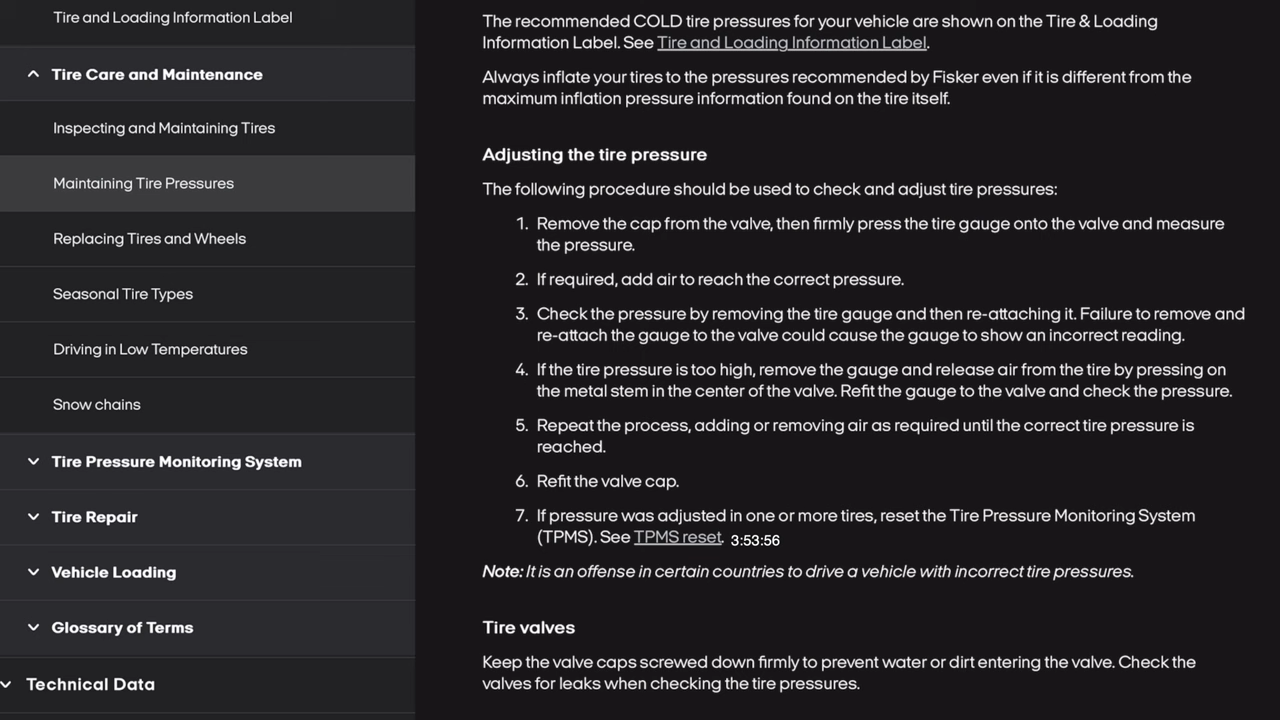 Tire and Loading Information Label
Tire Care and Maintenance
Inspecting and Maintaining Tires
Maintaining Tire Pressures
Replacing Tires and Wheels
Seasonal Tire Types
Driving in Low Temperatures
Snow chains
Tire Pressure Monitoring System
Tire Repair
Vehicle Loading
Glossary of Terms
Technical Data
The recommended COLD tire pressures for your vehicle are shown on the Tire & Loading
Information Label. See Tire and Loading Information Label.
Always inflate your tires to the pressures recommended by Fisker even if it is different from the
maximum inflation pressure information found on the tire itself.
Adjusting the tire pressure
The following procedure should be used to check and adjust tire pressures:
1. Remove the cap from the valve, then firmly press the tire gauge onto the valve and measure
the pressure.
2. If required, add air to reach the correct pressure.
3. Check the pressure by removing the tire gauge and then re-attaching it. Failure to remove and
re-attach the gauge to the valve could cause the gauge to show an incorrect reading.
4. If the tire pressure is too high, remove the gauge and release air from the tire by pressing on
the metal stem in the center of the valve. Refit the gauge to the valve and check the pressure.
5. Repeat the process, adding or removing air as required until the correct tire pressure is
reached.
6. Refit the valve cap.
7. If pressure was adjusted in one or more tires, reset the Tire Pressure Monitoring System
(TPMS). See TPMS reset. 3:53:56
Note: It is an offense in certain countries to drive a vehicle with incorrect tire pressures.
Tire valves
Keep the valve caps screwed down firmly to prevent water or dirt entering the valve. Check the
valves for leaks when checking the tire pressures.